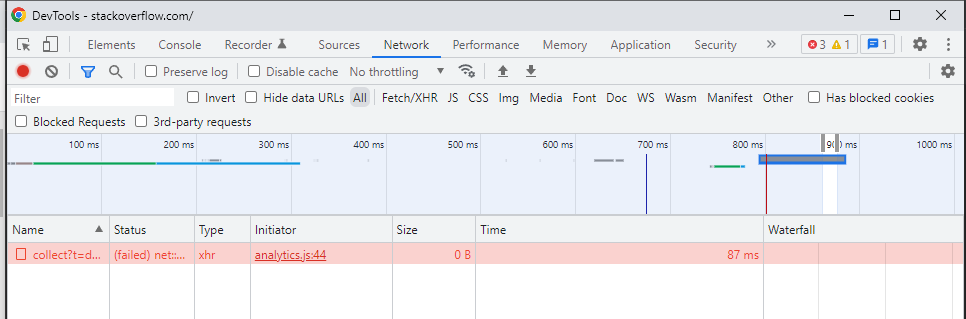 DevTools - stackoverflow.com/
Elements Console Recorder Sources Network Performance Memory Application Security » 3 1 1
Preserve log Disable cache No throttling
Filter Invert Hide data URLs All Fetch/XHR JS CSS Img Media Font Doc WS Wasm Manifest Other Has blocked cookies
Blocked Requests 3rd-party requests
100 ms 200 ms 300 ms 400 ms 500 ms 600 ms 700 ms 800 ms 900 ms 1000 ms
Name Status Type Initiator Size Time Waterfall
collect?t=d... (failed) net::... xhr analytics.js:44 0 B 87 ms